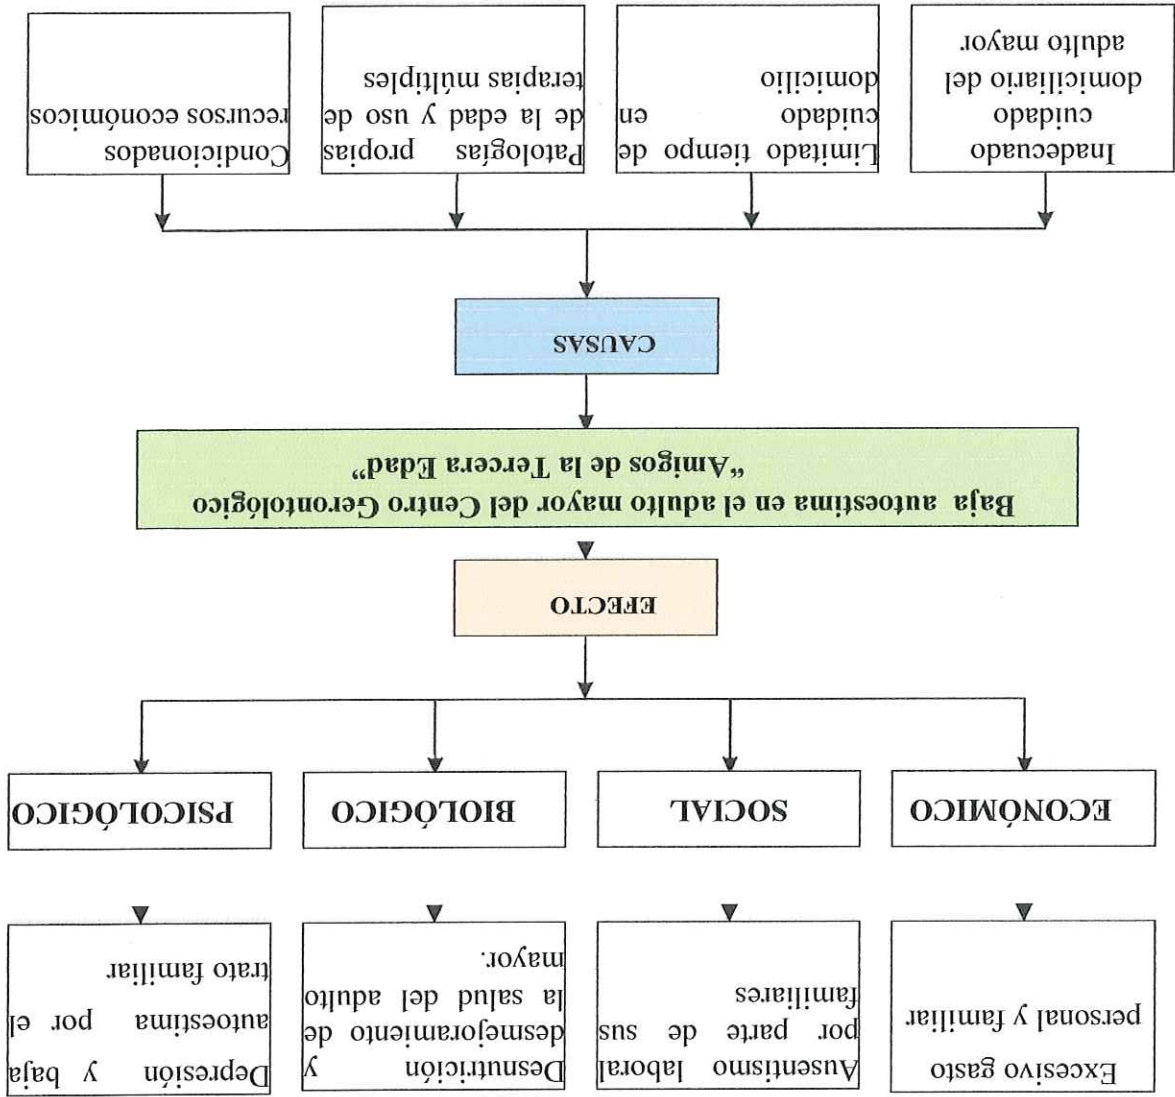 Excesivo gasto
personal y familiar
Ausentismo laboral
por parte de sus
familiares
Desnutrición y
desmejoramiento de
la salud del adulto
mayor.
Depresión y baja
autoestima por el
trato familiar
ECONÓMICO
SOCIAL
BIOLÓGICO
PSICOLÓGICO
EFECTO
Baja autoestima en el adulto mayor del Centro Gerontológico
“Amigos de la Tercera Edad”
CAUSAS
Inadecuado
cuidado
domiciliario del
adulto mayor
Limitado tiempo de
cuidado en
domicilio
Patologías propias
de la edad y uso de
terapias múltiples
Condicionados
recursos económicos